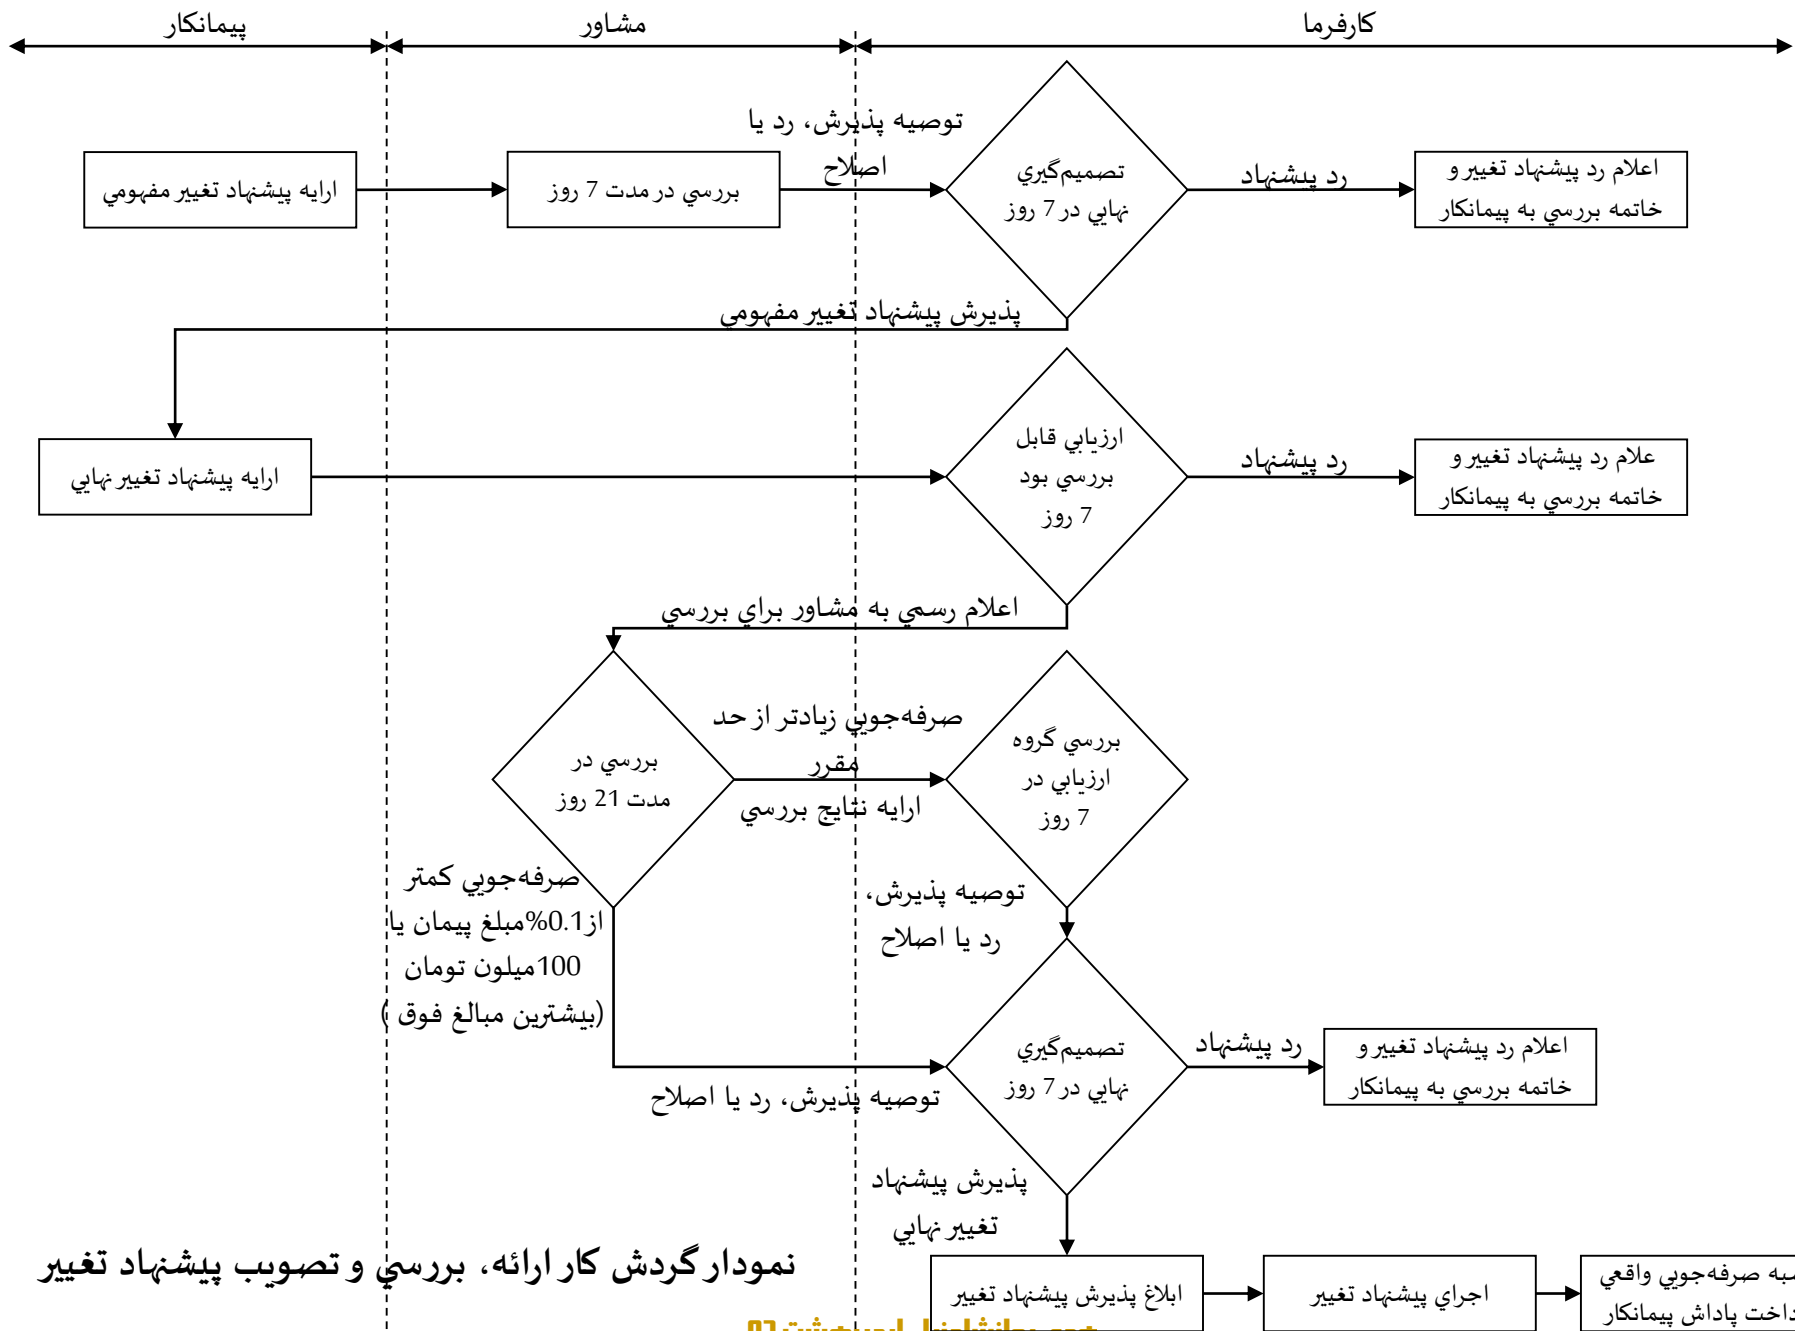 کارفرما
مشاور
پیمانکار
توصیه پذیرش، رد یا
اصلاح
ارایه پیشنهاد تغییر مفهومي
بررسي در مدت 7 روز
تصمیم‌گیري
نهایي در 7 روز
رد پیشنهاد
اعلام رد پیشنهاد تغییر و
خاتمه بررسي به پیمانکار
پذیرش پیشنهاد تغییر مفهومي
ارایه پیشنهاد تغییر نهایي
ارزیابي قابل
بررسي بود
7 روز
رد پیشنهاد
علام رد پیشنهاد تغییر و
خاتمه بررسي به پیمانکار
اعلام رسمي به مشاور براي بررسي
بررسي در
مدت 21 روز
صرفه‌جویي زیادتر از حد
مقرر
ارایه نتایج بررسي
بررسي گروه
ارزیابي در
7 روز
صرفه‌جویي کمتر
از0.1%مبلغ پیمان یا
100میلون تومان
(بیشترین مبالغ فوق )
توصیه پذیرش،
رد یا اصلاح
توصیه پذیرش، رد یا اصلاح
تصمیم‌گیري
نهایي در 7 روز
رد پیشنهاد
اعلام رد پیشنهاد تغییر و
خاتمه بررسي به پیمانکار
پذیرش پیشنهاد
تغییر نهایي
ابلاغ پذیرش پیشنهاد تغییر
اجراي پیشنهاد تغییر
صرفه‌جویي واقعي
پاداش پیمانکار
نمودار گردش کار ارائه، بررسي و تصویب پیشنهاد تغییر